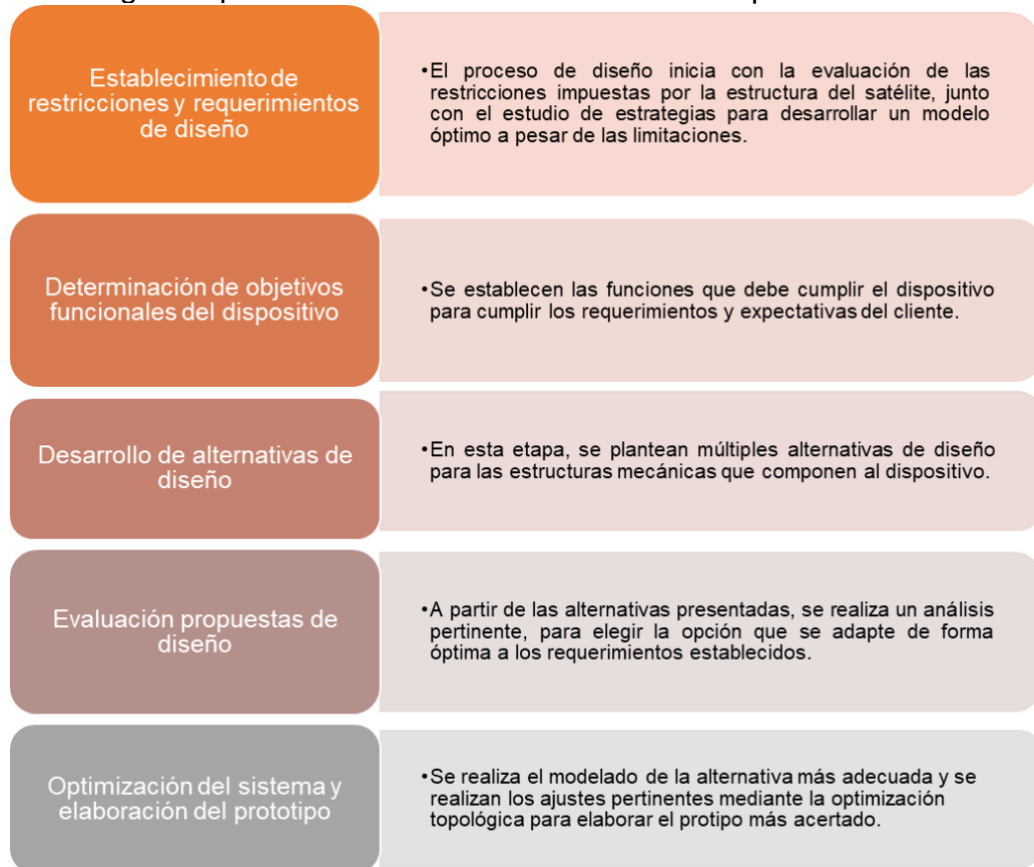 Establecimiento de
restricciones y requerimientos
de diseño
•El proceso de diseño inicia con la evaluación de las
restricciones impuestas por la estructura del satélite, junto
con el estudio de estrategias para desarrollar un modelo
óptimo a pesar de las limitaciones.
Determinación de objetivos
funcionales del dispositivo
•Se establecen las funciones que debe cumplir el dispositivo
para cumplir los requerimientos y expectativas del cliente.
Desarrollo de alternativas de
diseño
•En esta etapa, se plantean múltiples alternativas de diseño
para las estructuras mecánicas que componen al dispositivo.
Evaluación propuestas de
diseño
•A partir de las alternativas presentadas, se realiza un análisis
pertinente, para elegir la opción que se adapte de forma
óptima a los requerimientos establecidos.
Optimización del sistema y
elaboración del prototipo
•Se realiza el modelado de la alternativa más adecuada y se
realizan los ajustes pertinentes mediante la optimización
topológica para elaborar el protipo más acertado.